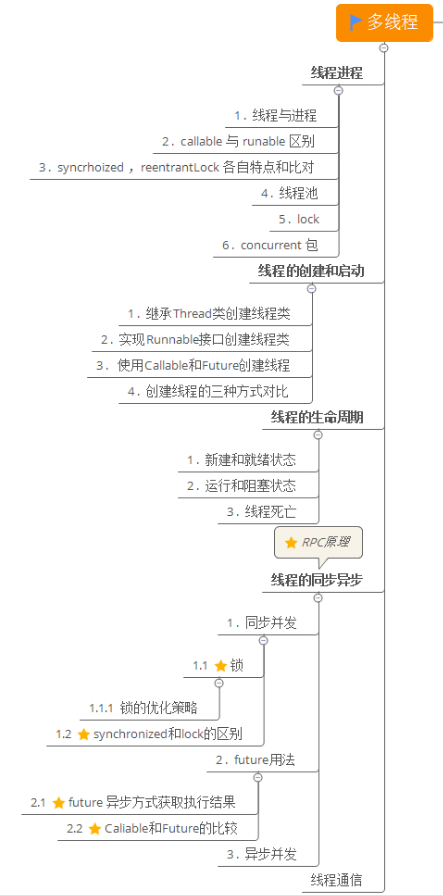 多线程
线程进程
1. 线程与进程
2. callable 与 runable 区别
3. syncrhoized ，reentrantLock 各自特点和比对
4. 线程池
5. lock
6. concurrent 包
线程的创建和启动
1. 继承Thread类创建线程类
2. 实现Runnable接口创建线程类
3. 使用Callable和Future创建线程
4. 创建线程的三种方式对比
线程的生命周期
1. 新建和就绪状态
2. 运行和阻塞状态
3. 线程死亡
RPC原理
线程的同步异步
1. 同步并发
1.1 锁
1.1.1 锁的优化策略
1.2 synchronized和lock的区别
2. future用法
2.1 future 异步方式获取执行结果
2.2 Caliable和Future的比较
3. 异步并发
线程通信